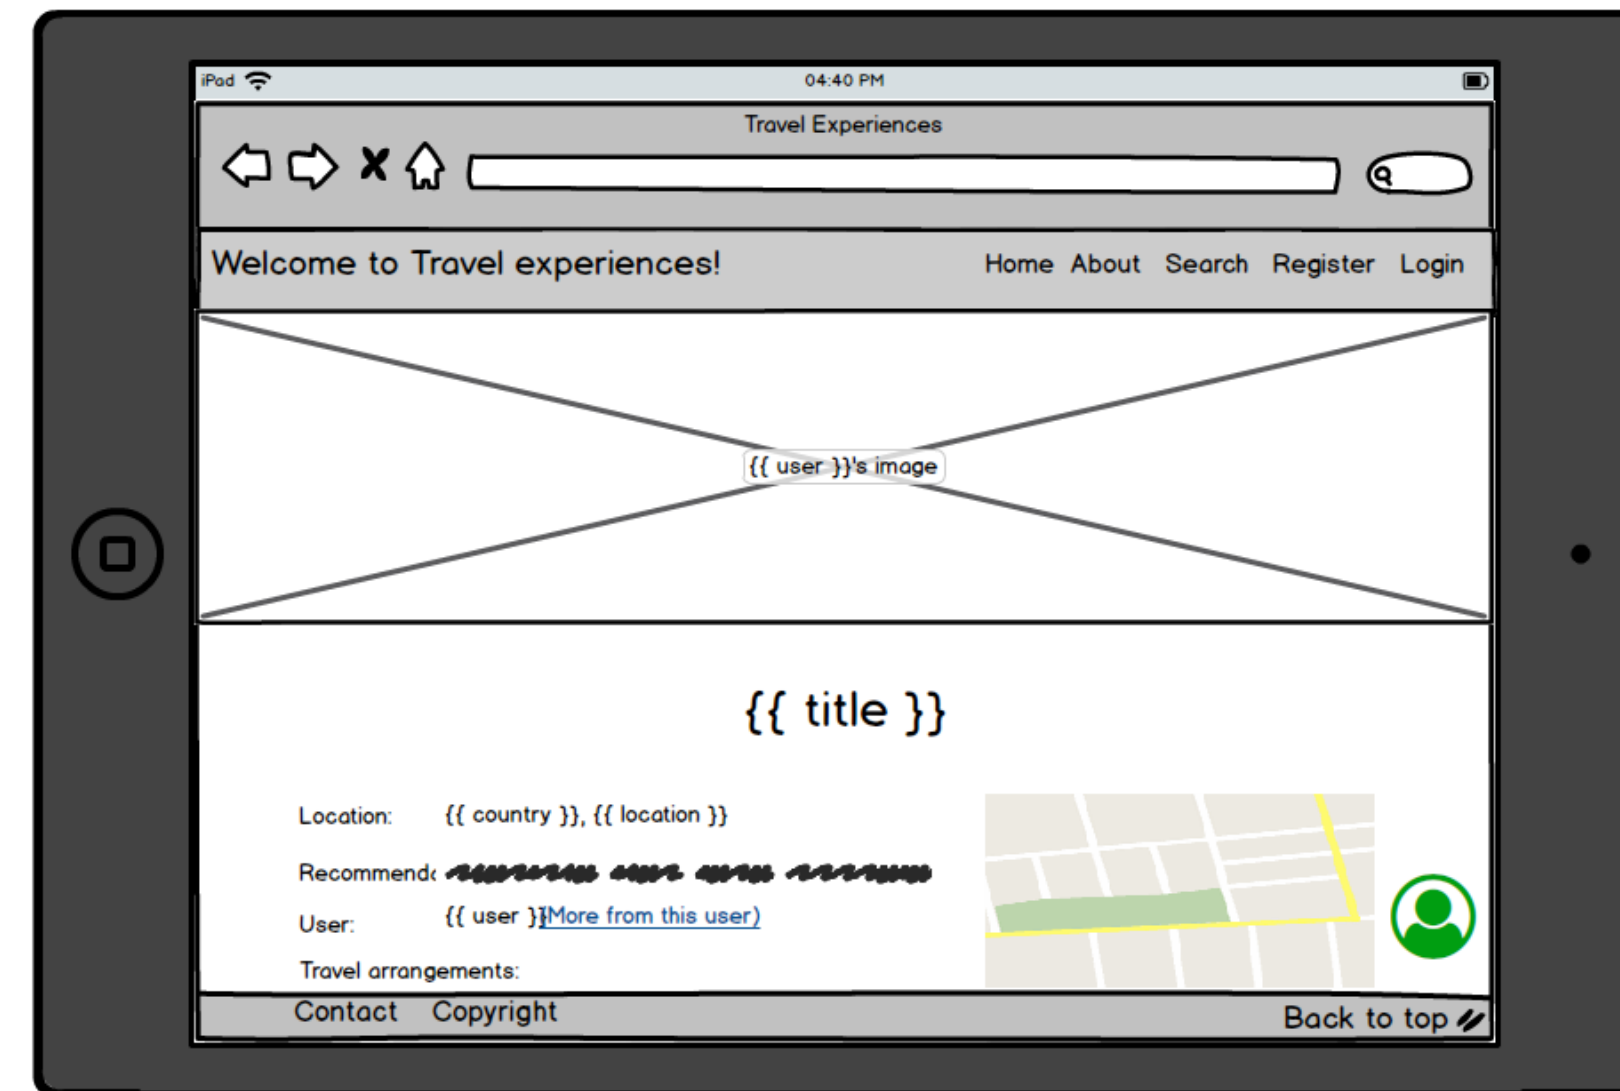 iPad 04:40 PM
Travel Experiences
Welcome to Travel experiences! Home About Search Register Login
{{ user }}'s image
{{ title }}
Location: {{ country }}, {{ location }}
Recommend
User: {{ user }} (More from this user)
Travel arrangements:
Contact Copyright Back to top